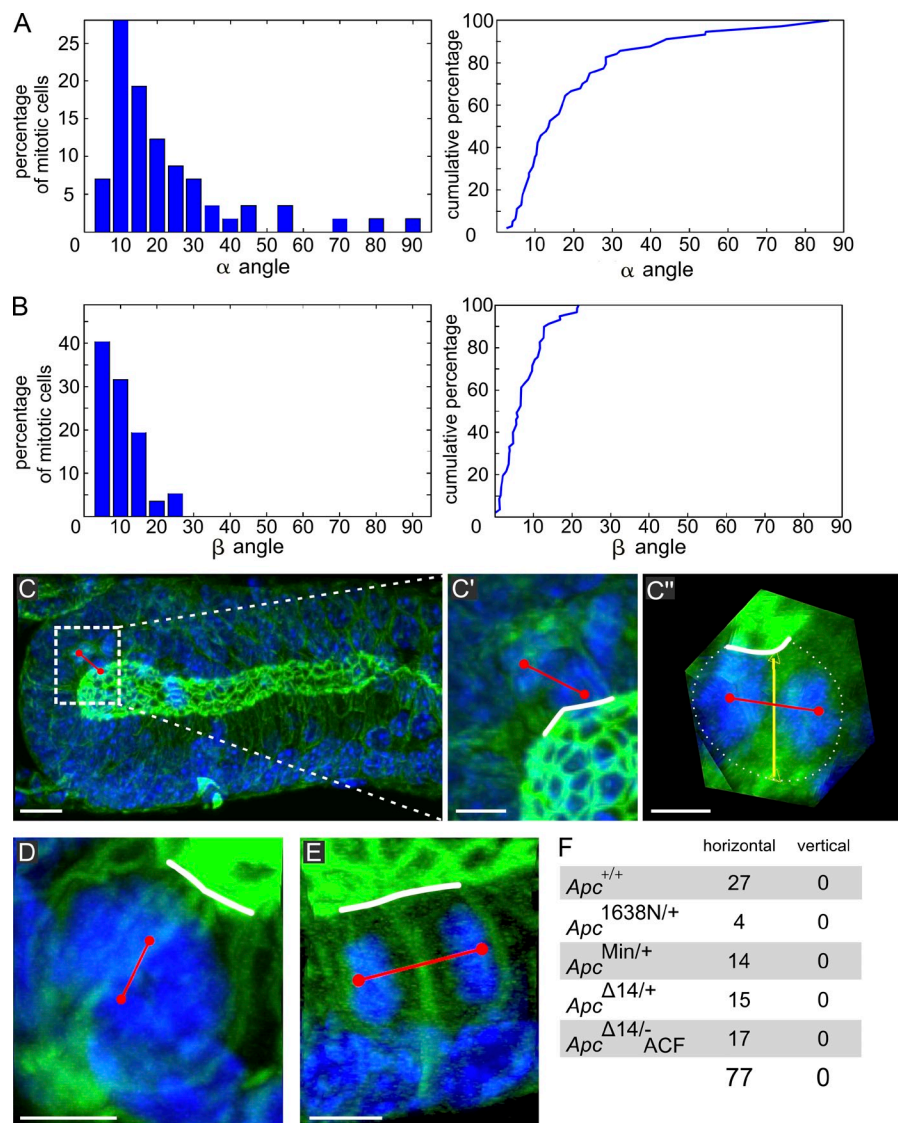 A
percentage
of mitotic cells
25
20
15
10
5
0
10 20 30 40 50 60 70 80 90
α angle
cumulative percentage
100
80
60
40
20
0
10 20 30 40 50 60 70 80 90
α angle
B
percentage
of mitotic cells
40
30
20
10
0
10 20 30 40 50 60 70 80 90
β angle
cumulative percentage
100
80
60
40
20
0
10 20 30 40 50 60 70 80 90
β angle
C
C'
C''
D
E
F
horizontal vertical
Apc+/+ 27 0
Apc1638N/+ 4 0
ApcMin/+ 14 0
ApcΔ14/+ 15 0
ApcΔ14/- ACF 17 0
77 0